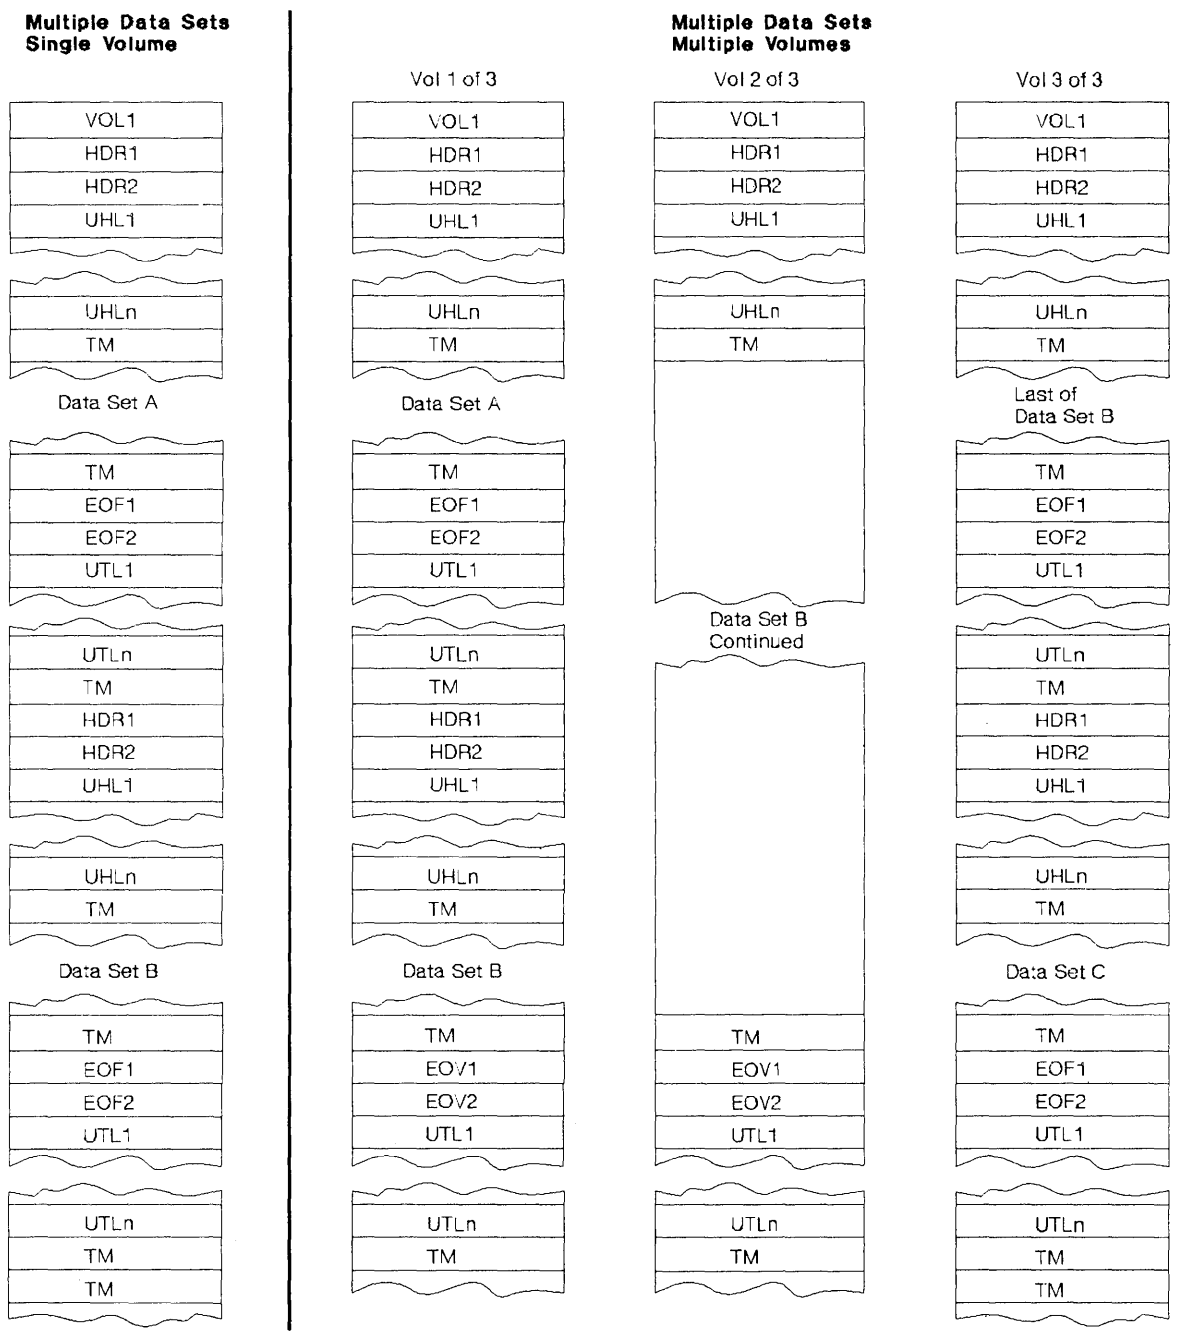 Multiple Data Sets
Single Volume
VOL1
HDR1
HDR2
UHL1
UHLn
TM
Data Set A
TM
EOF1
EOF2
UTL1
UTLn
TM
HDR1
HDR2
UHL1
UHLn
TM
Data Set B
TM
EOF1
EOF2
UTL1
UTLn
TM
TM
Multiple Data Sets
Multiple Volumes
Vol 1 of 3
VOL1
HDR1
HDR2
UHL1
UHLn
TM
Data Set A
TM
EOF1
EOF2
UTL1
UTLn
TM
HDR1
HDR2
UHL1
UHLn
TM
Data Set B
TM
EOV1
EOV2
UTL1
UTLn
TM
Vol 2 of 3
VOL1
HDR1
HDR2
UHL1
UHLn
TM
Data Set B
Continued
TM
EOV1
EOV2
UTL1
UTLn
TM
Vol 3 of 3
VOL1
HDR1
HDR2
UHL1
UHLn
TM
Last of
Data Set B
TM
EOF1
EOF2
UTL1
UTLn
TM
HDR1
HDR2
UHL1
UHLn
TM
Data Set C
TM
EOF1
EOF2
UTL1
UTLn
TM
TM